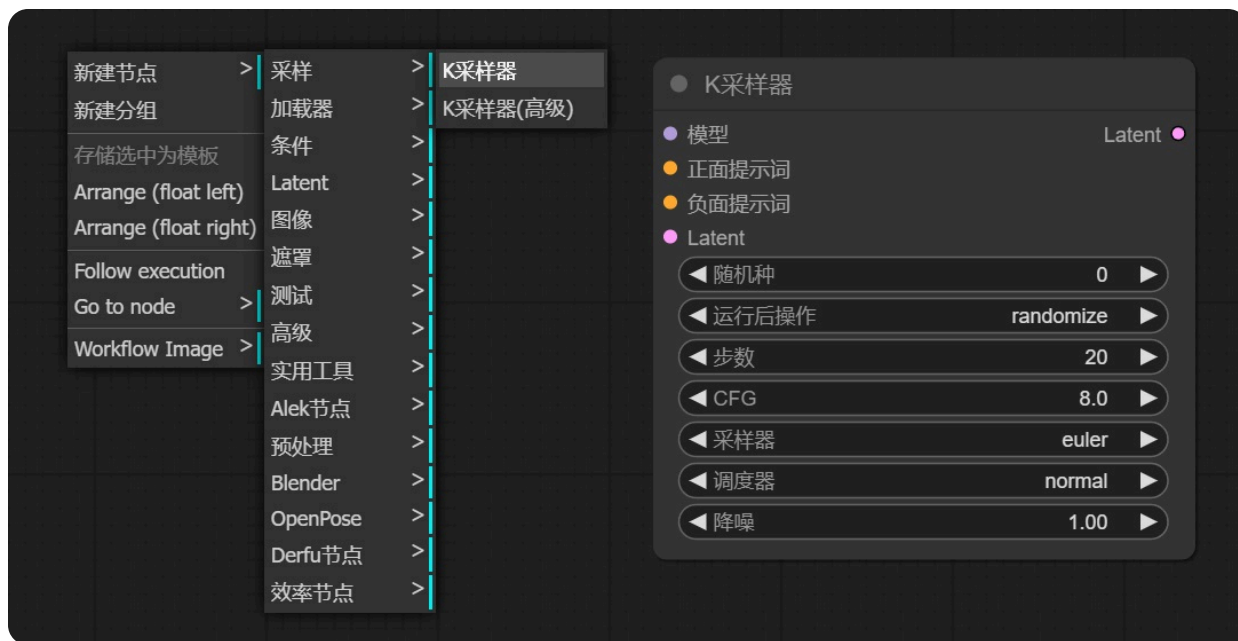 新建节点 >
新建分组
存储选中为模板
Arrange (float left)
Arrange (float right)
Follow execution
Go to node >
Workflow Image >
采样 >
加载器 >
条件 >
Latent >
图像 >
遮罩 >
测试 >
高级 >
实用工具 >
Alek节点 >
预处理 >
Blender >
OpenPose >
Derfu节点 >
效率节点 >
K采样器
K采样器(高级)
K采样器
模型 Latent
正面提示词
负面提示词
Latent
随机种 0
运行后操作 randomize
步数 20
CFG 8.0
采样器 euler
调度器 normal
降噪 1.00